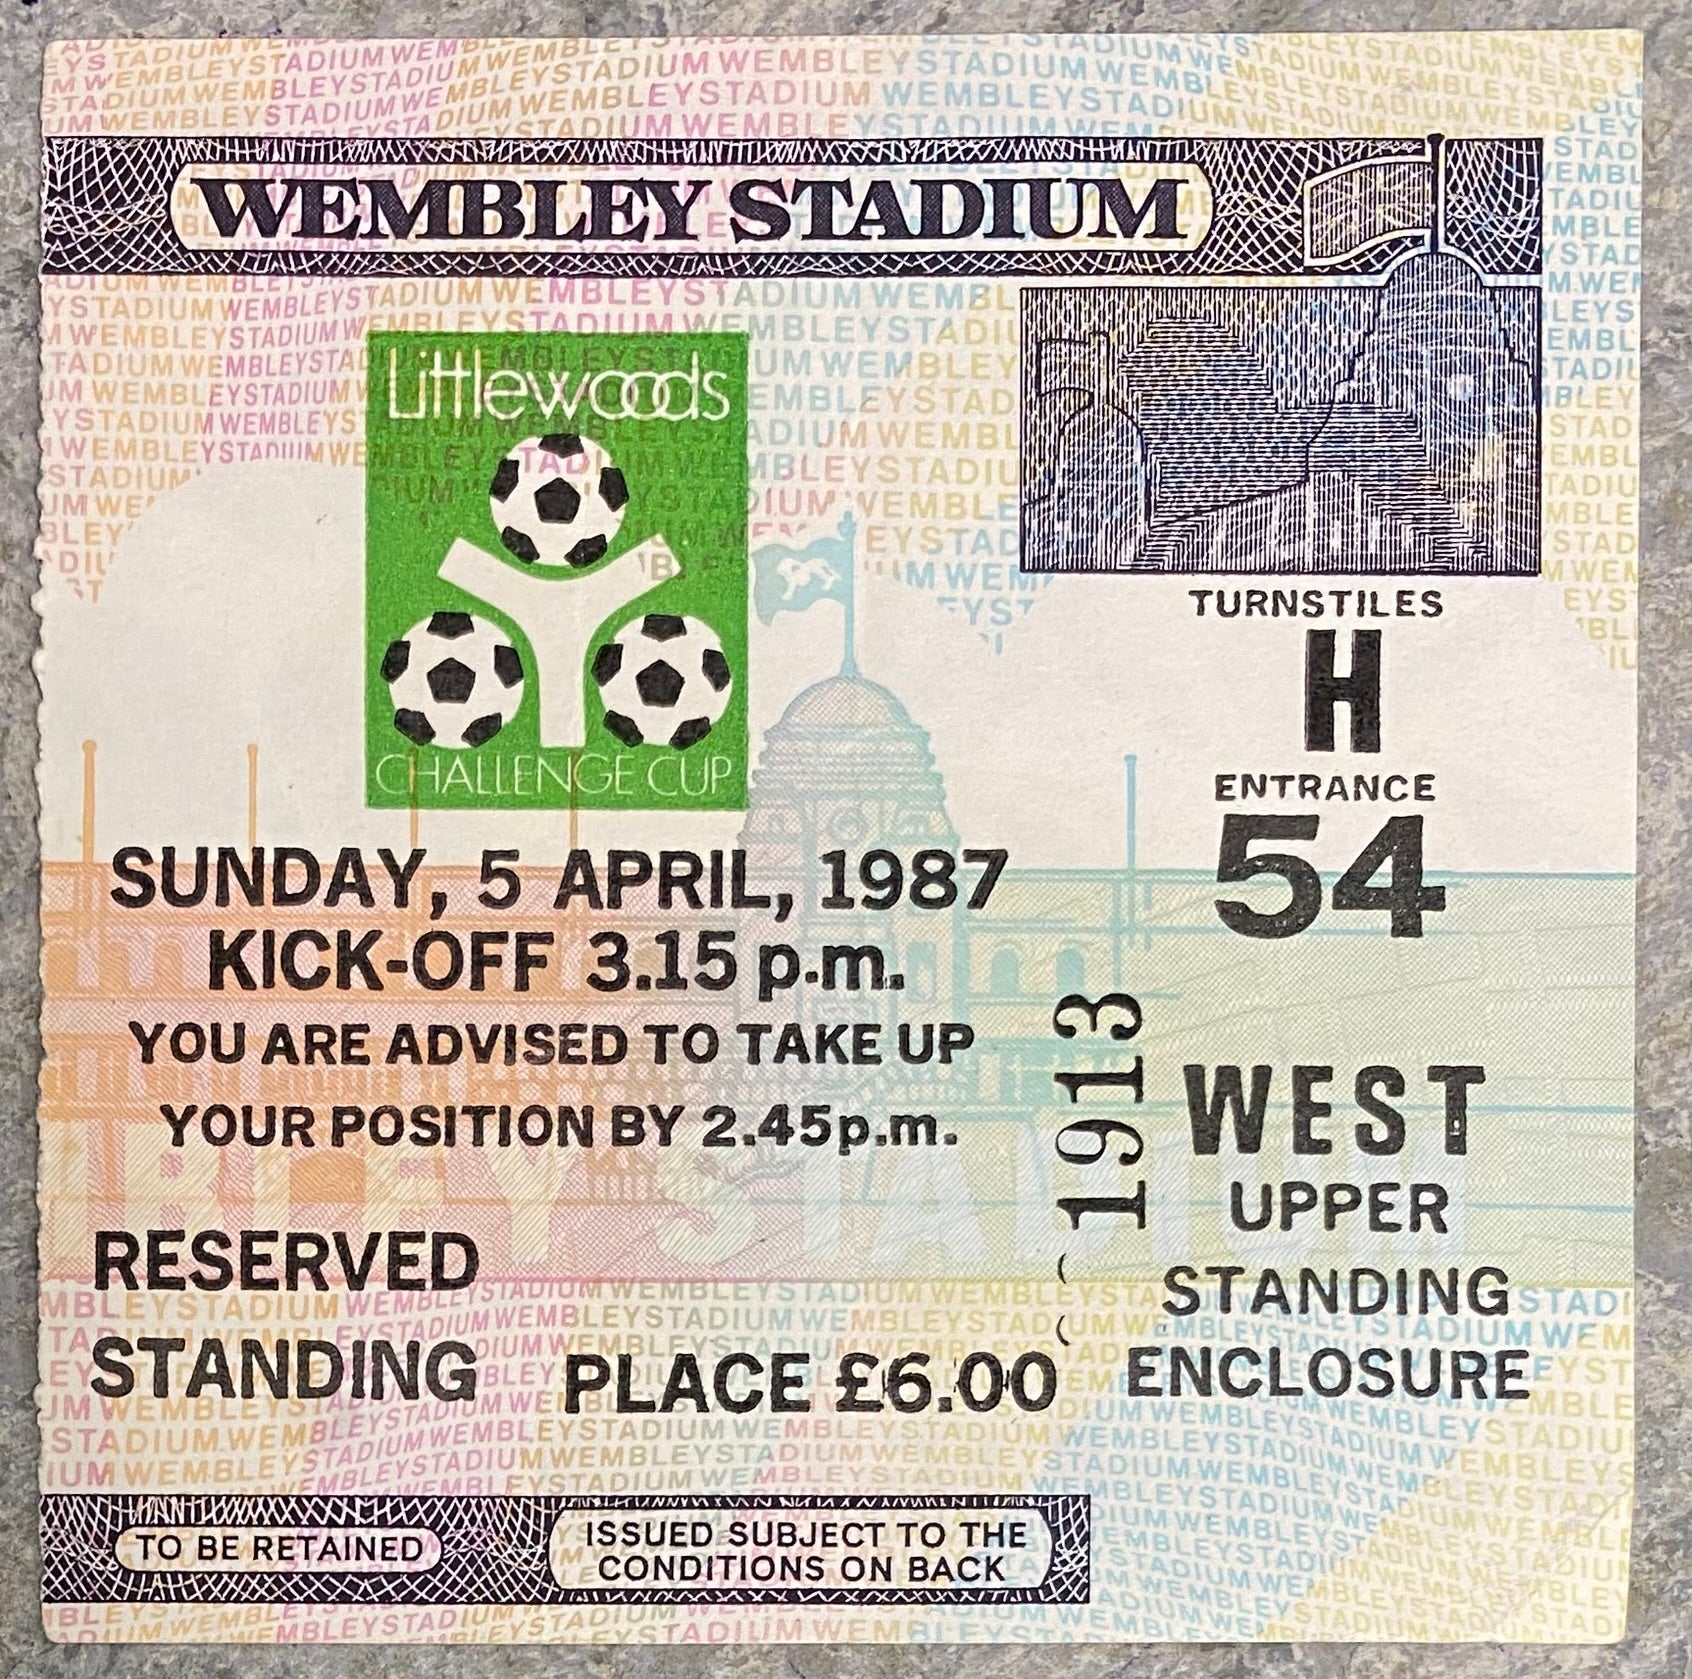 WEMBLEY STADIUM
Littlewoods
CHALLENGE CUP
TURNSTILES
H
ENTRANCE
54
SUNDAY, 5 APRIL, 1987
KICK-OFF 3.15 p.m.
YOU ARE ADVISED TO TAKE UP
YOUR POSITION BY 2.45p.m.
1913
WEST
UPPER
STANDING
ENCLOSURE
RESERVED
STANDING PLACE £6.00
TO BE RETAINED
ISSUED SUBJECT TO THE
CONDITIONS ON BACK